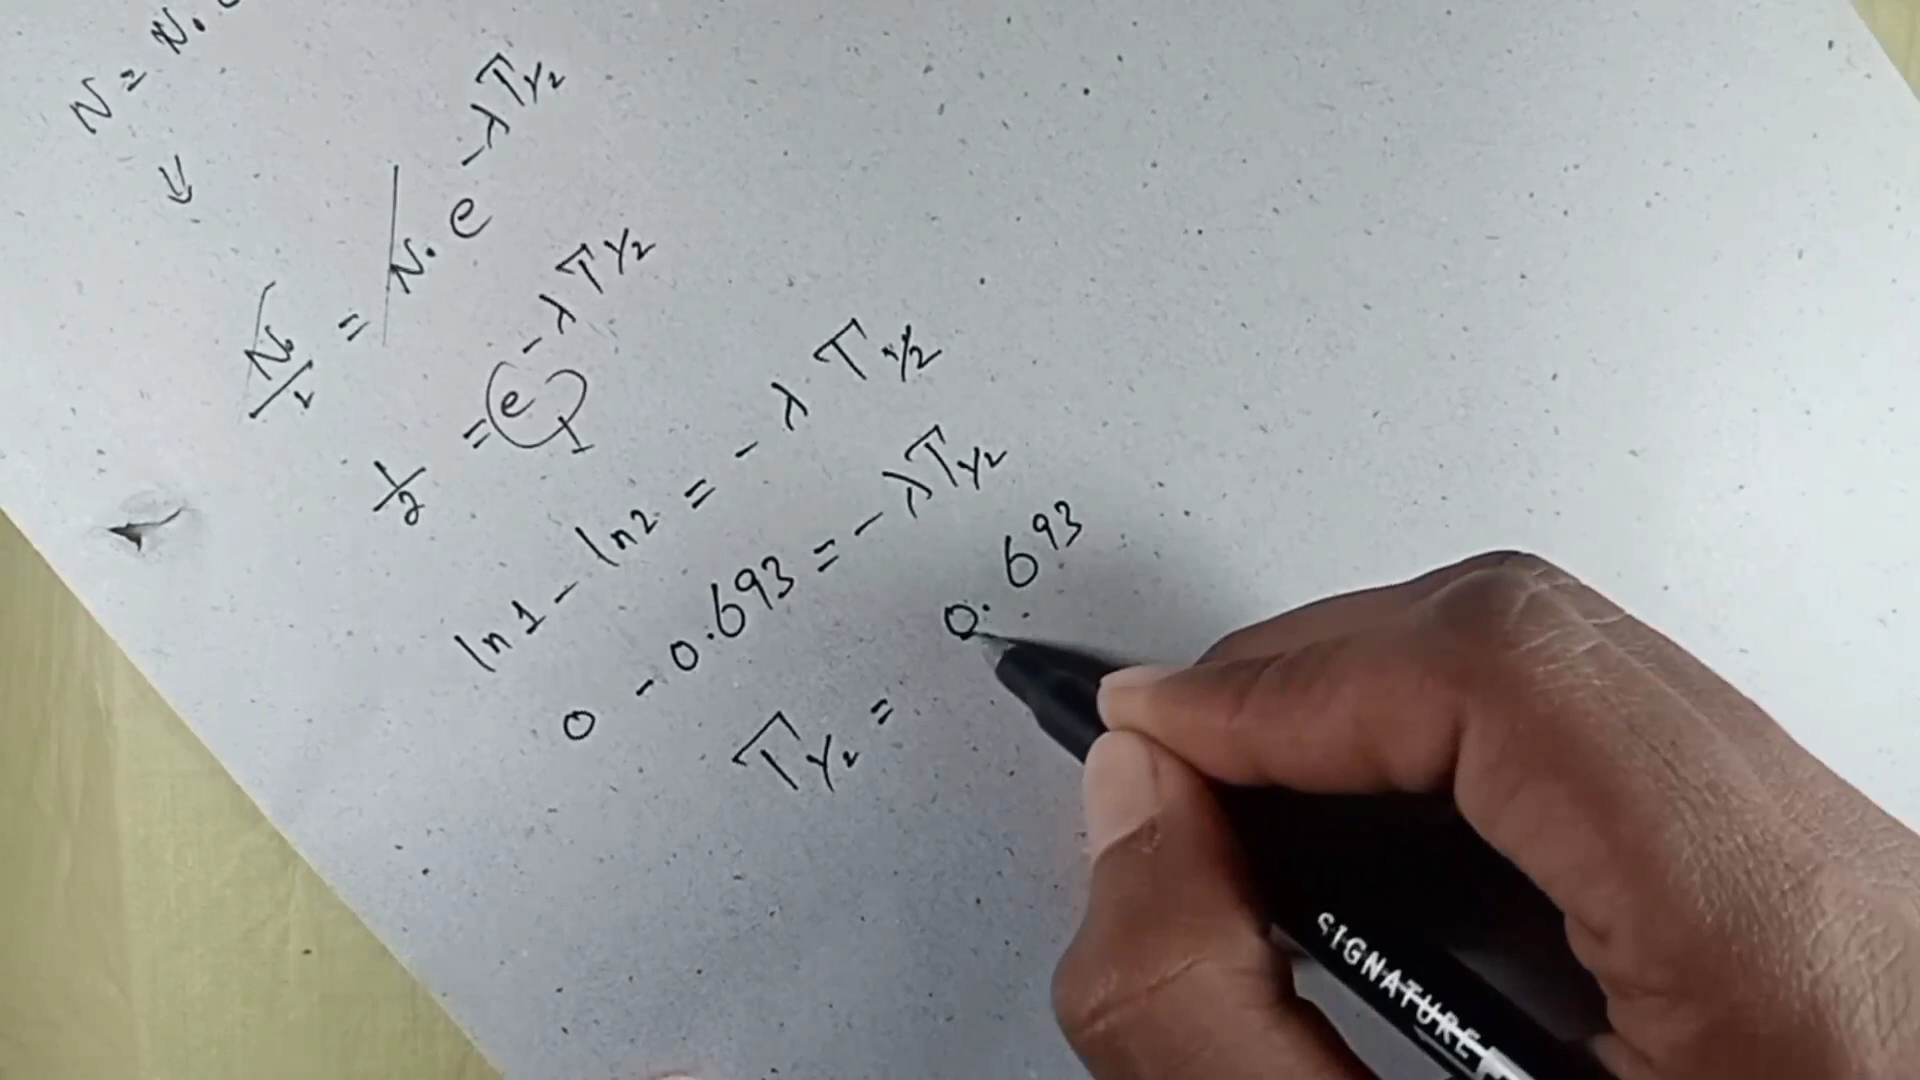 N = N₀
⇓
N₀/2 = N₀ e^-λT½
1/2 = e^-λT½
ln1 - ln2 = -λT½
0 - 0.693 = -λT½
T½ = 0.693
SIGNATURE